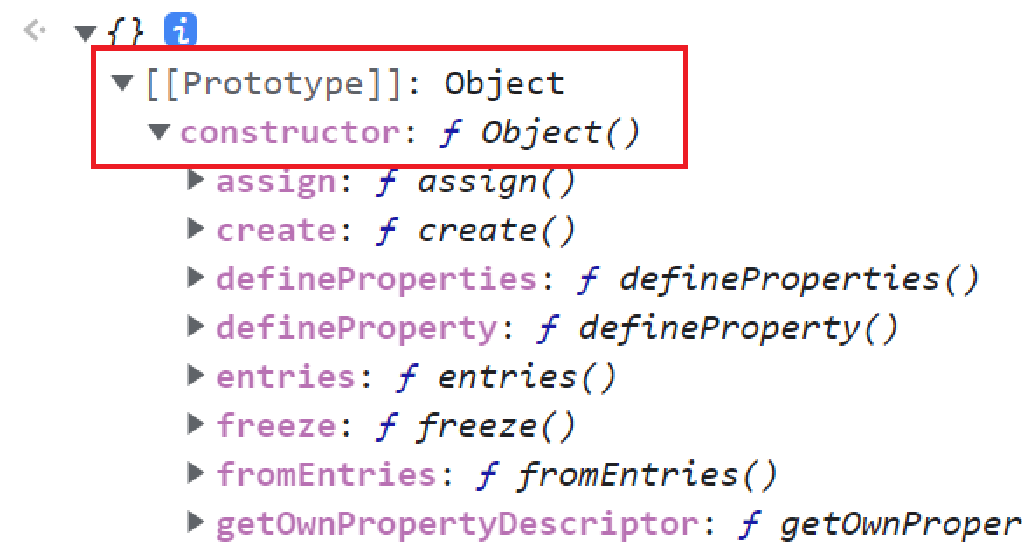 {} i
[[Prototype]]: Object
constructor: ƒ Object()
assign: ƒ assign()
create: ƒ create()
defineProperties: ƒ defineProperties()
defineProperty: ƒ defineProperty()
entries: ƒ entries()
freeze: ƒ freeze()
fromEntries: ƒ fromEntries()
getOwnPropertyDescriptor: ƒ getOwnProper